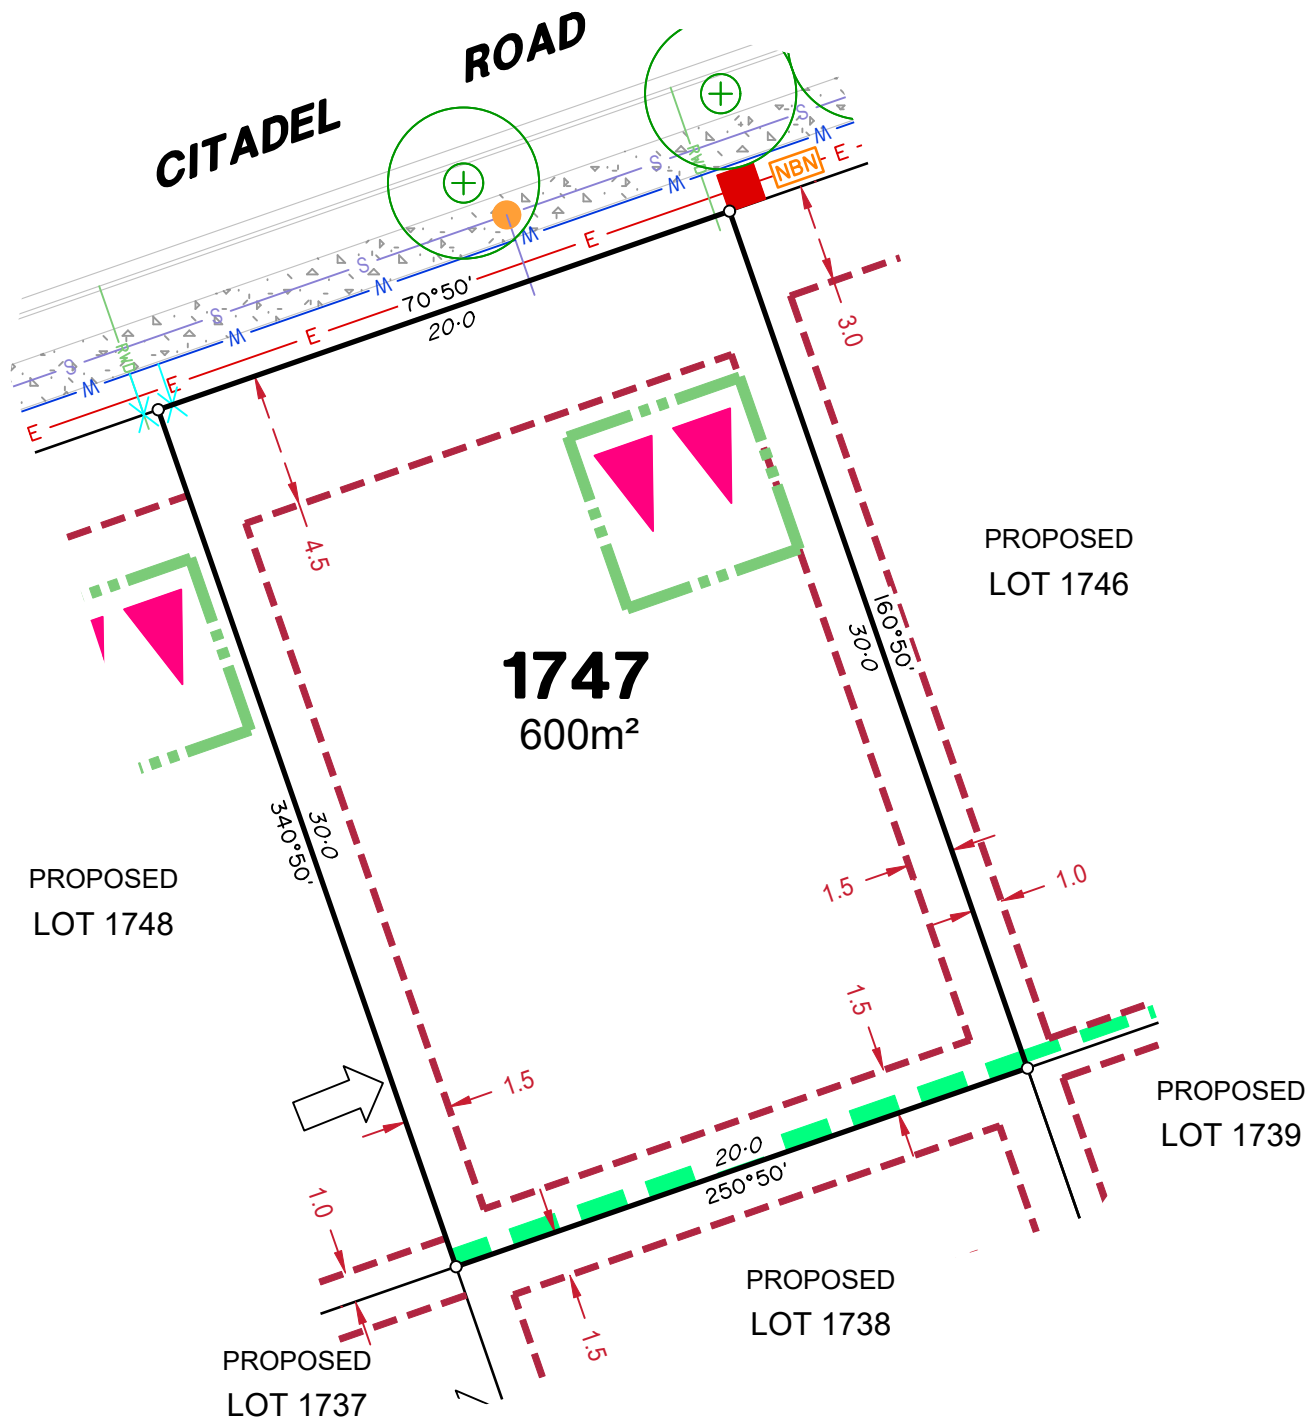 CITADEL ROAD
RWD
NBN
S S S S S
W W W W W W
E E E E E
RWD
70°50'
20·0
3.0
4.5
PROPOSED
LOT 1746
160°50'
30·0
1747
600m²
340°50'
30·0
PROPOSED
LOT 1748
1.5
1.0
1.5
1.5
PROPOSED
LOT 1739
20·0
250°50'
1.0
PROPOSED
LOT 1738
1.5
PROPOSED
LOT 1737